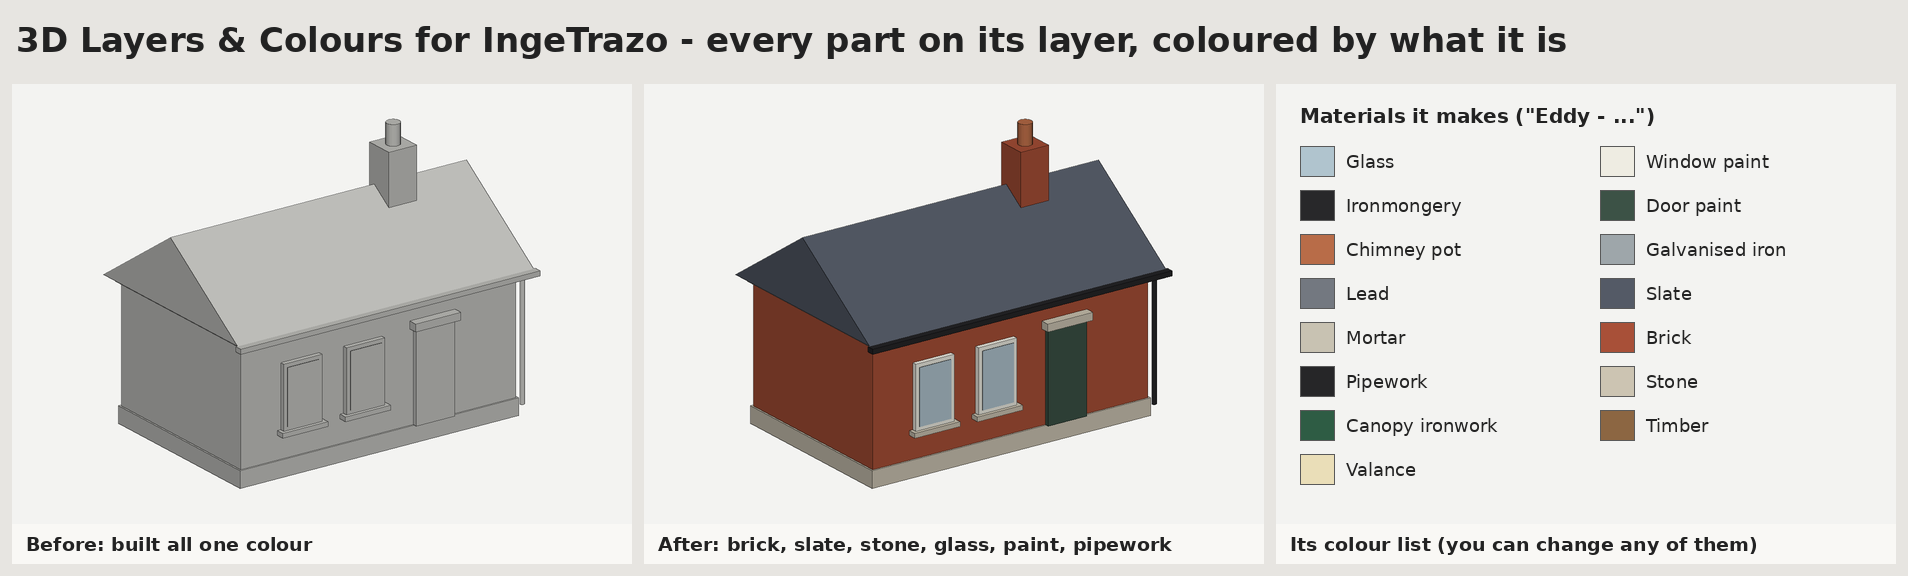 3D Layers & Colours for IngeTrazo - every part on its layer, coloured by what it is
Before: built all one colour
After: brick, slate, stone, glass, paint, pipework
Materials it makes ("Eddy - ...")
Glass
Ironmongery
Chimney pot
Lead
Mortar
Pipework
Canopy ironwork
Valance
Window paint
Door paint
Galvanised iron
Slate
Brick
Stone
Timber
Its colour list (you can change any of them)